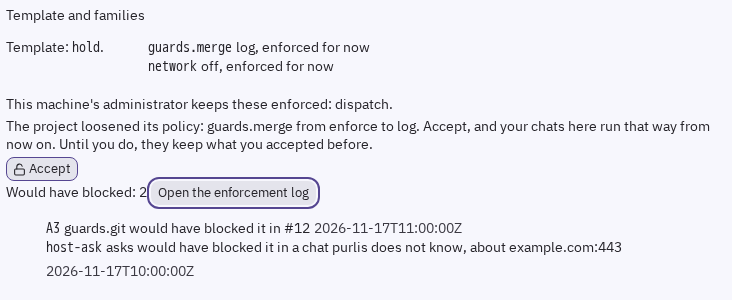 Template and families
Template: hold. guards.merge log, enforced for now
network off, enforced for now
This machine's administrator keeps these enforced: dispatch.
The project loosened its policy: guards.merge from enforce to log. Accept, and your chats here run that way from
now on. Until you do, they keep what you accepted before.
Accept
Would have blocked: 2 Open the enforcement log
A3 guards.git would have blocked it in #12 2026-11-17T11:00:00Z
host-ask asks would have blocked it in a chat purlis does not know, about example.com:443
2026-11-17T10:00:00Z